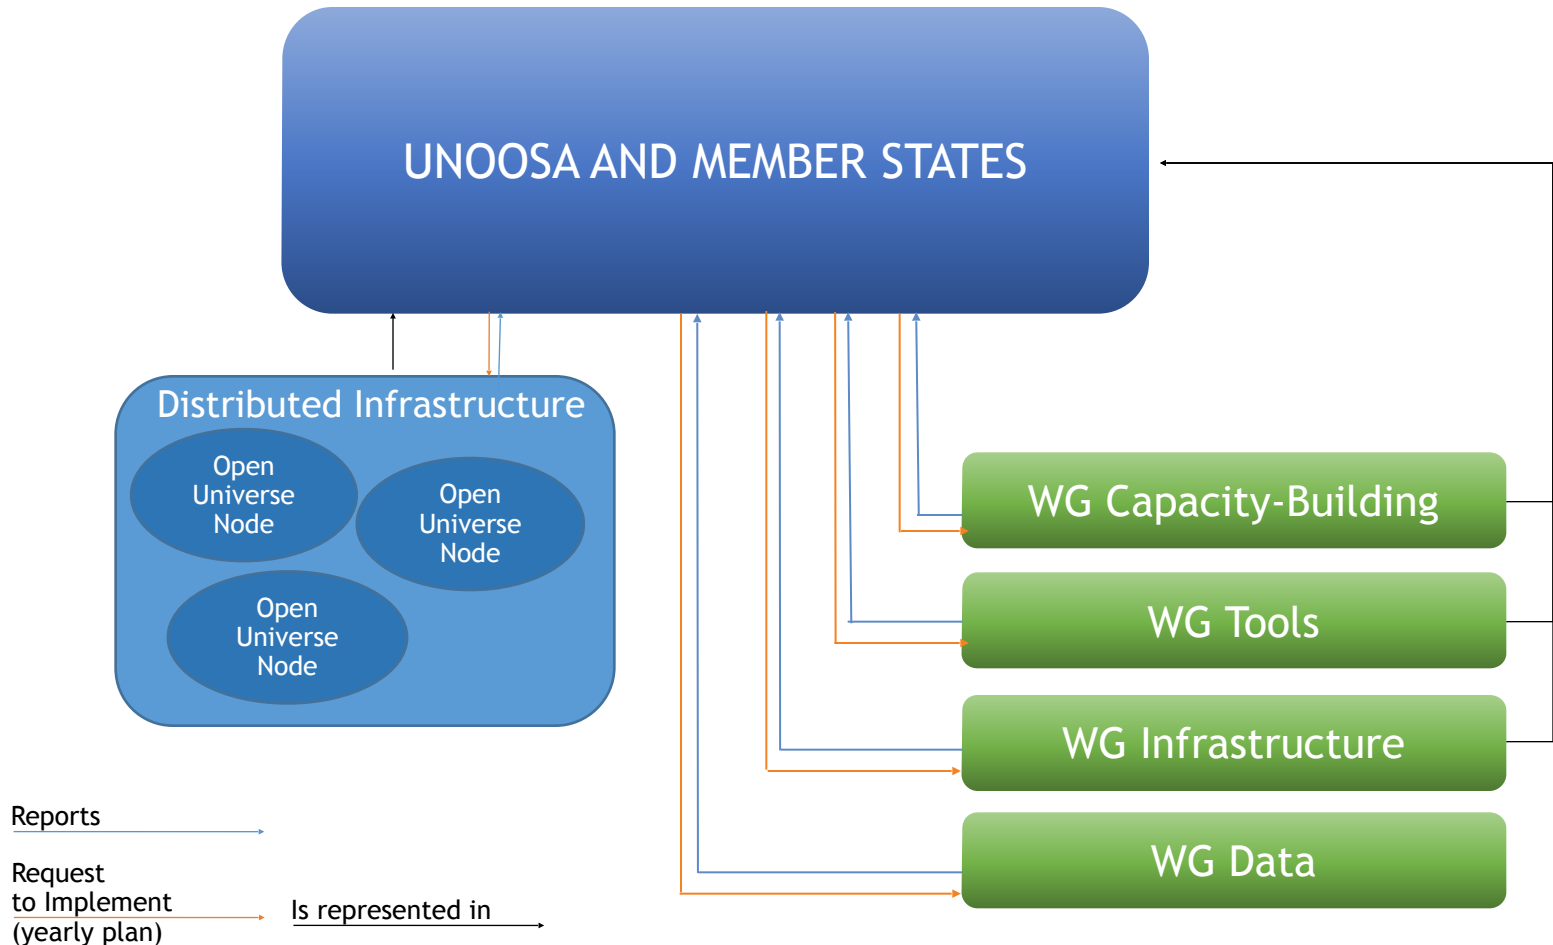 UNOOSA AND MEMBER STATES
Distributed Infrastructure
Open
Universe
Node
Open
Universe
Node
Open
Universe
Node
WG Capacity-Building
WG Tools
WG Infrastructure
WG Data
Reports
Request
to Implement
(yearly plan)
Is represented in